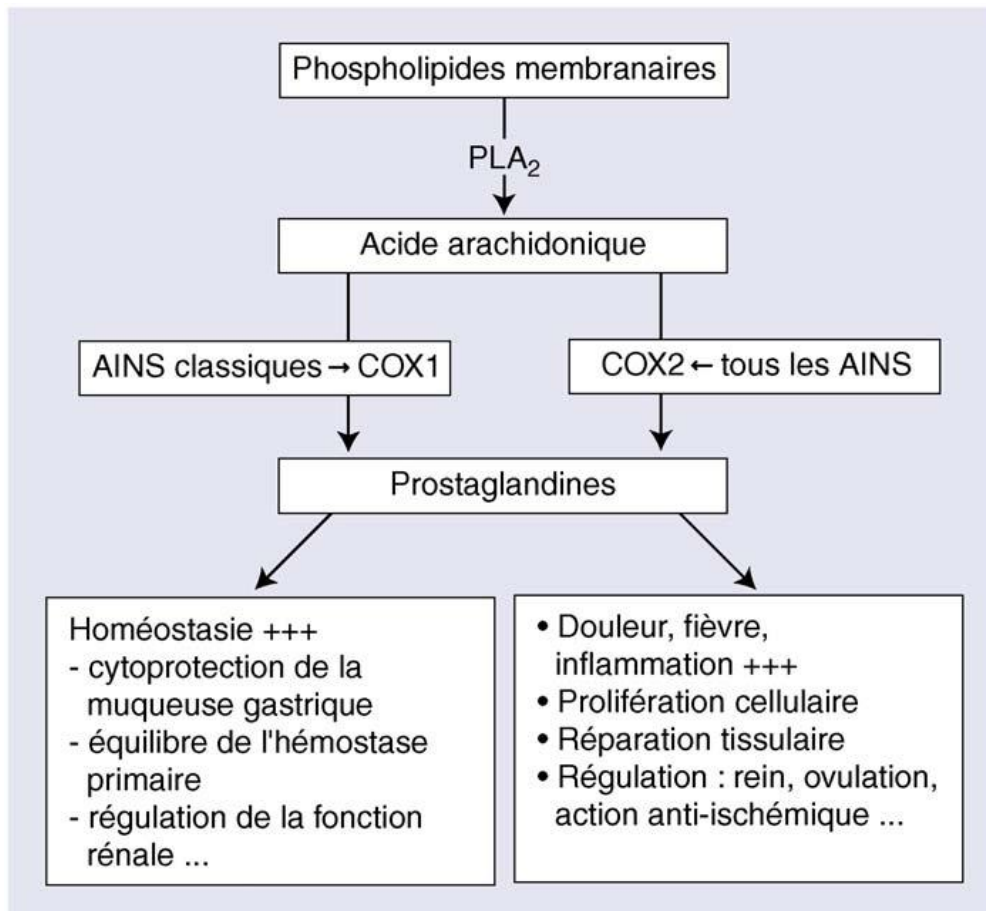 Phospholipides membranaires
PLA₂
Acide arachidonique
AINS classiques → COX1
COX2 ← tous les AINS
Prostaglandines
Homéostasie +++
- cytoprotection de la
muqueuse gastrique
- équilibre de l'hémostase
primaire
- régulation de la fonction
rénale ...
• Douleur, fièvre,
inflammation +++
• Prolifération cellulaire
• Réparation tissulaire
• Régulation : rein, ovulation,
action anti-ischémique ...